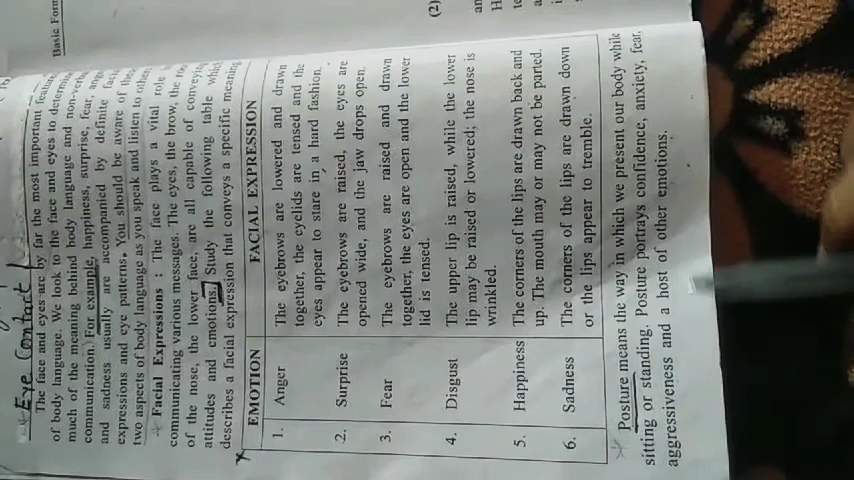 Basic Form
(2)
Eye Contact
The face and eyes are by far the most important feature
of body language. We look to the face and eyes to determine
much of the meaning behind body language and non-verbal
communication. For example, happiness, surprise, fear, anger
and sadness usually are accompanied by definite facial
expressions and eye patterns. You should be aware of these
two aspects of body language as you speak and listen to others
Facial Expressions : The face plays a vital role
communicating various messages. The eyes, the brow, the
of the nose, the lower face, are all capable of conveying
attitudes and emotions. Study the following table which
describes a facial expression that conveys a specific meaning
EMOTION FACIAL EXPRESSION
1. Anger The eyebrows are lowered and drawn
together, the eyelids are tensed and the
eyes appear to stare in a hard fashion.
2. Surprise The eyebrows are raised, the eyes are
opened wide, and the jaw drops open.
3. Fear The eyebrows are raised and drawn
together, the eyes are open and the lower
lid is tensed.
4. Disgust The upper lip is raised, while the lower
lip may be raised or lowered; the nose is
wrinkled.
5. Happiness The corners of the lips are drawn back and
up. The mouth may or may not be parted.
6. Sadness The corners of the lips are drawn down
or the lips appear to tremble.
Posture means the way in which we present our body while
sitting or standing. Posture portrays confidence, anxiety, fear,
aggressiveness and a host of other emotions.